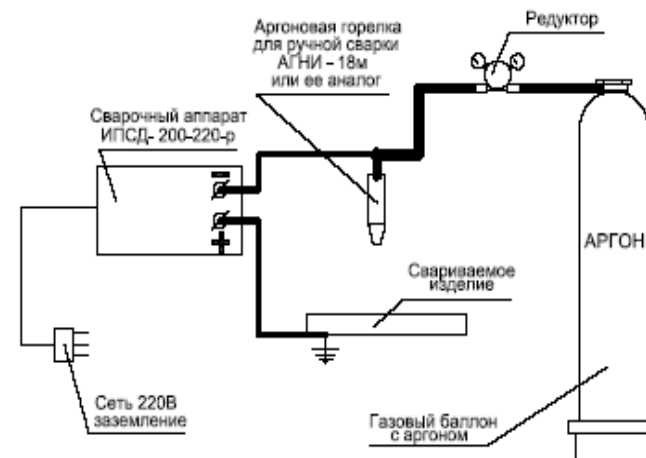 Аргоновая горелка
для ручной сварки
АГНИ - 18м
или ее аналог
Редуктор
Сварочный аппарат
ИПСД- 200-220-р
АРГОН
Свариваемое
изделие
Сеть 220В
заземление
Газовый баллон
с аргоном